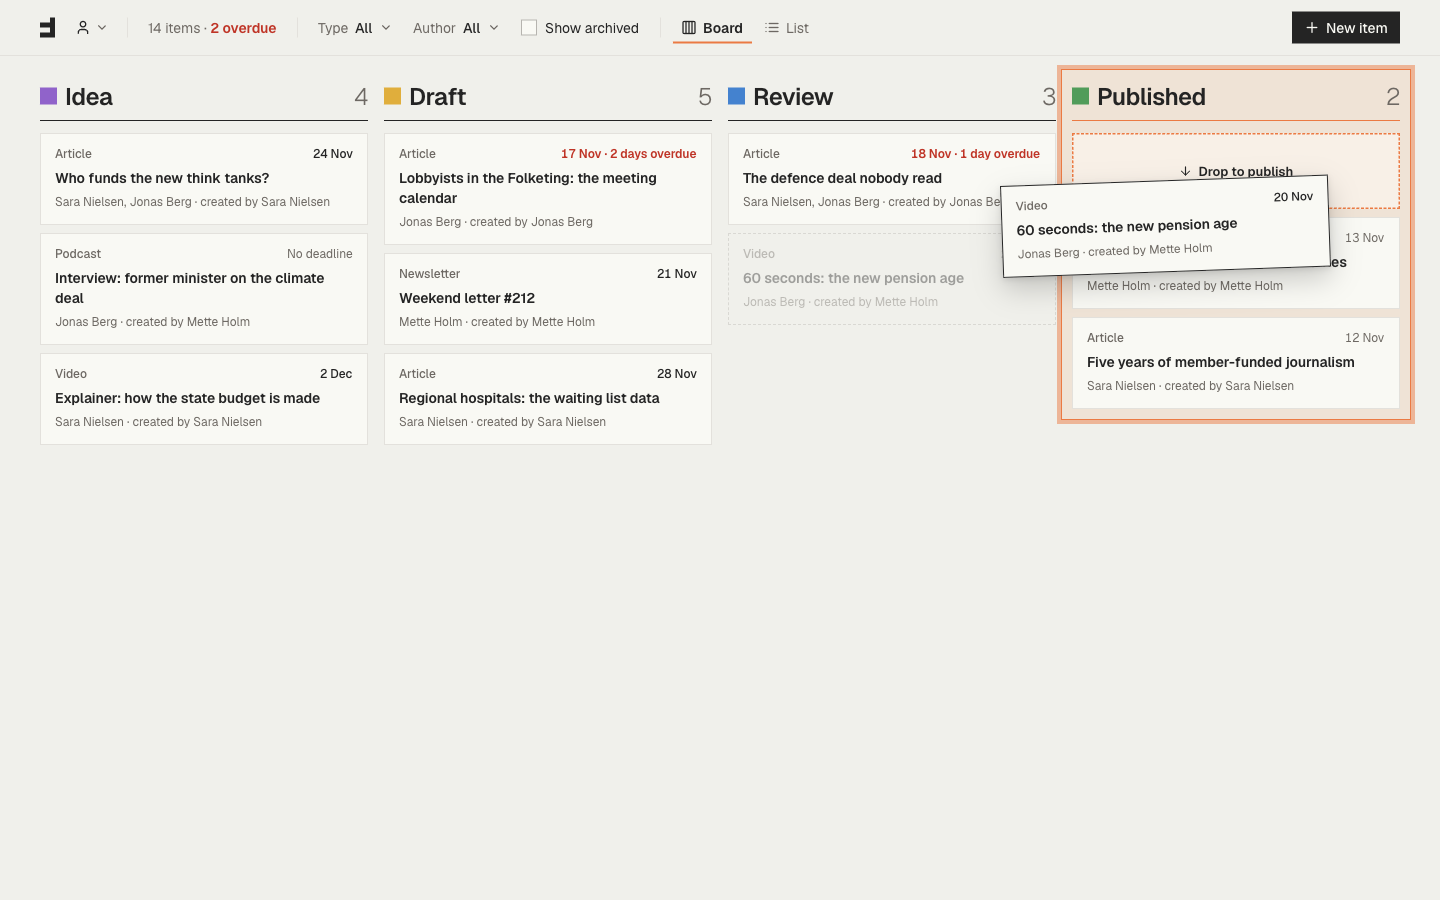 14 items · 2 overdue
Type All
Author All
Show archived
Board
List
New item
Idea 4
Article 24 Nov
Who funds the new think tanks?
Sara Nielsen, Jonas Berg · created by Sara Nielsen
Podcast No deadline
Interview: former minister on the climate
deal
Jonas Berg · created by Mette Holm
Video 2 Dec
Explainer: how the state budget is made
Sara Nielsen · created by Sara Nielsen
Draft 5
Article 17 Nov · 2 days overdue
Lobbyists in the Folketing: the meeting
calendar
Jonas Berg · created by Jonas Berg
Newsletter 21 Nov
Weekend letter #212
Mette Holm · created by Mette Holm
Article 28 Nov
Regional hospitals: the waiting list data
Sara Nielsen · created by Sara Nielsen
Review 3
Article 18 Nov · 1 day overdue
The defence deal nobody read
Sara Nielsen, Jonas Berg · created by Jonas
Video
60 seconds: the new pension age
Jonas Berg · created by Mette Holm
Published 2
Drop to publish
Video 20 Nov
60 seconds: the new pension age
Jonas Berg · created by Mette Holm
13 Nov
Mette Holm · created by Mette Holm
Article 12 Nov
Five years of member-funded journalism
Sara Nielsen · created by Sara Nielsen